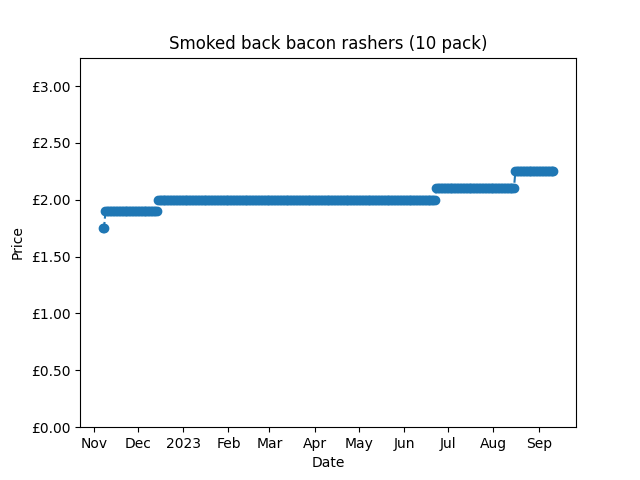 Smoked back bacon rashers (10 pack)
£3.00
£2.50
£2.00
£1.50
£1.00
£0.50
£0.00
Price
Nov Dec 2023 Feb Mar Apr May Jun Jul Aug Sep
Date